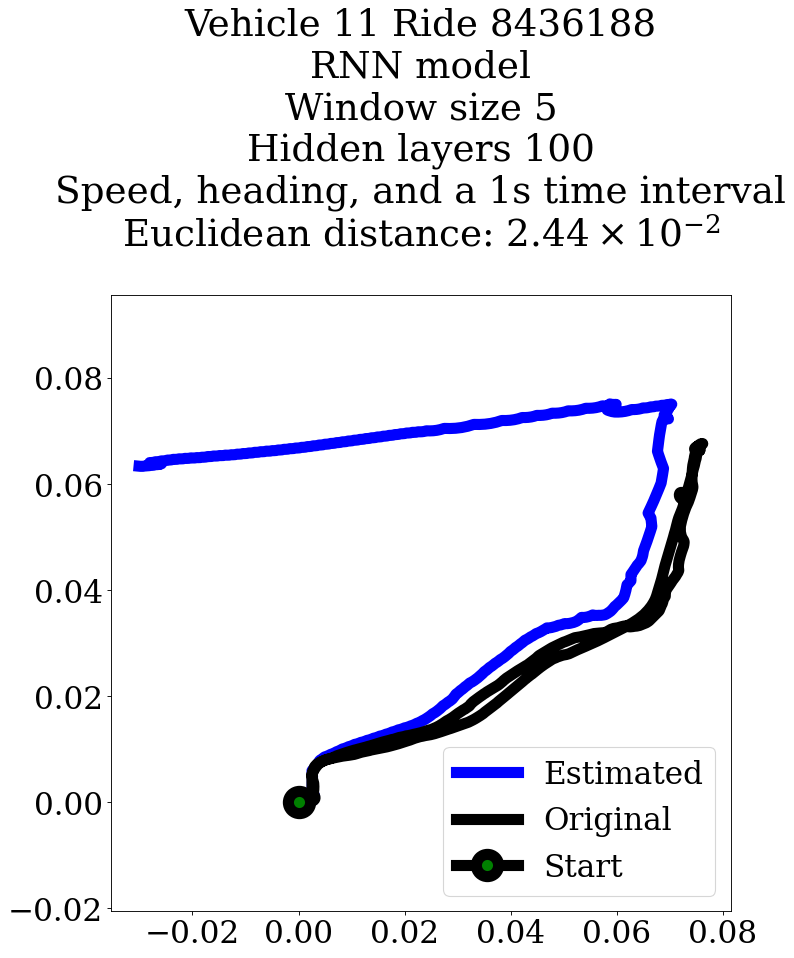 Vehicle 11 Ride 8436188
RNN model
Window size 5
Hidden layers 100
Speed, heading, and a 1s time interval
Euclidean distance: 2.44 × 10⁻²
0.08
0.06
0.04
0.02
0.00
−0.02
Estimated
Original
Start
−0.02 0.00 0.02 0.04 0.06 0.08